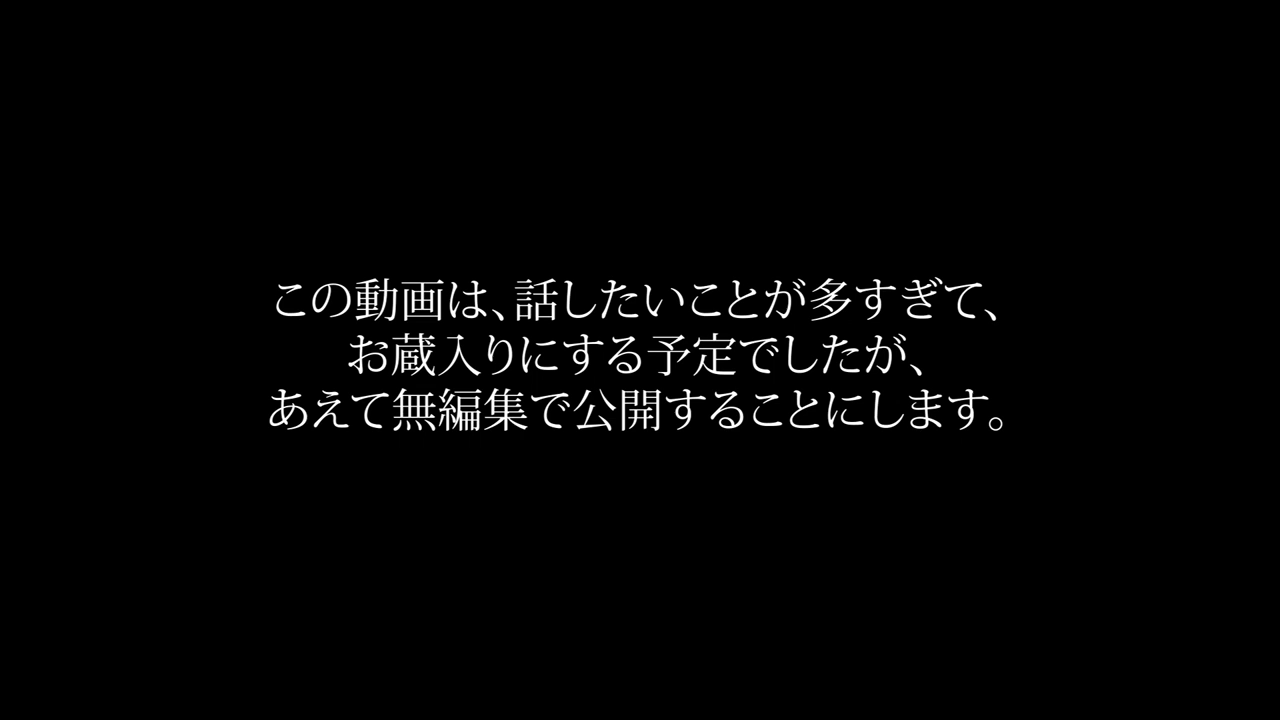 この動画は、話したいことが多すぎて、
お蔵入りにする予定でしたが、
あえて無編集で公開することにします。